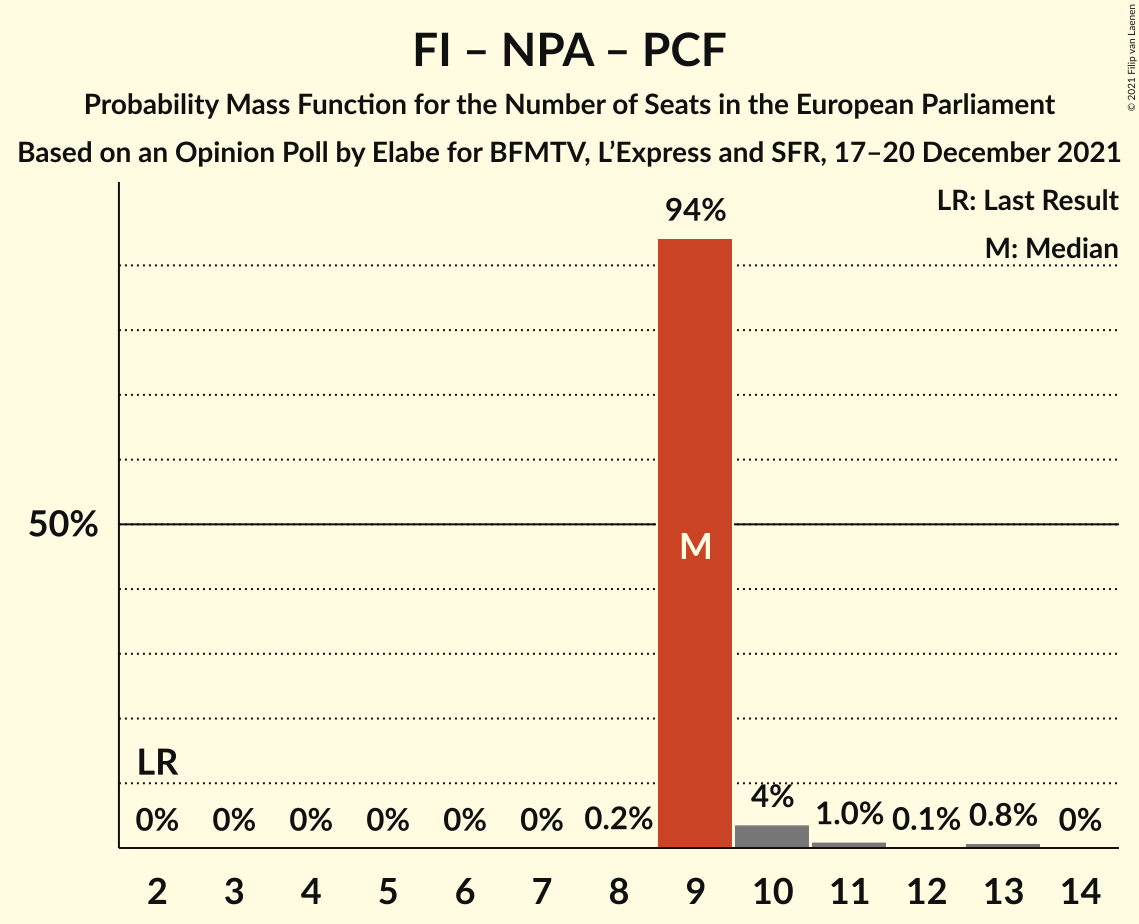 FI – NPA – PCF
Probability Mass Function for the Number of Seats in the European Parliament
Based on an Opinion Poll by Elabe for BFMTV, L’Express and SFR, 17–20 December 2021
© 2021 Filip van Laenen
LR: Last Result
M: Median
94%
50%
M
LR
0% 0% 0% 0% 0% 0% 0.2% 4% 1.0% 0.1% 0.8% 0%
2 3 4 5 6 7 8 9 10 11 12 13 14